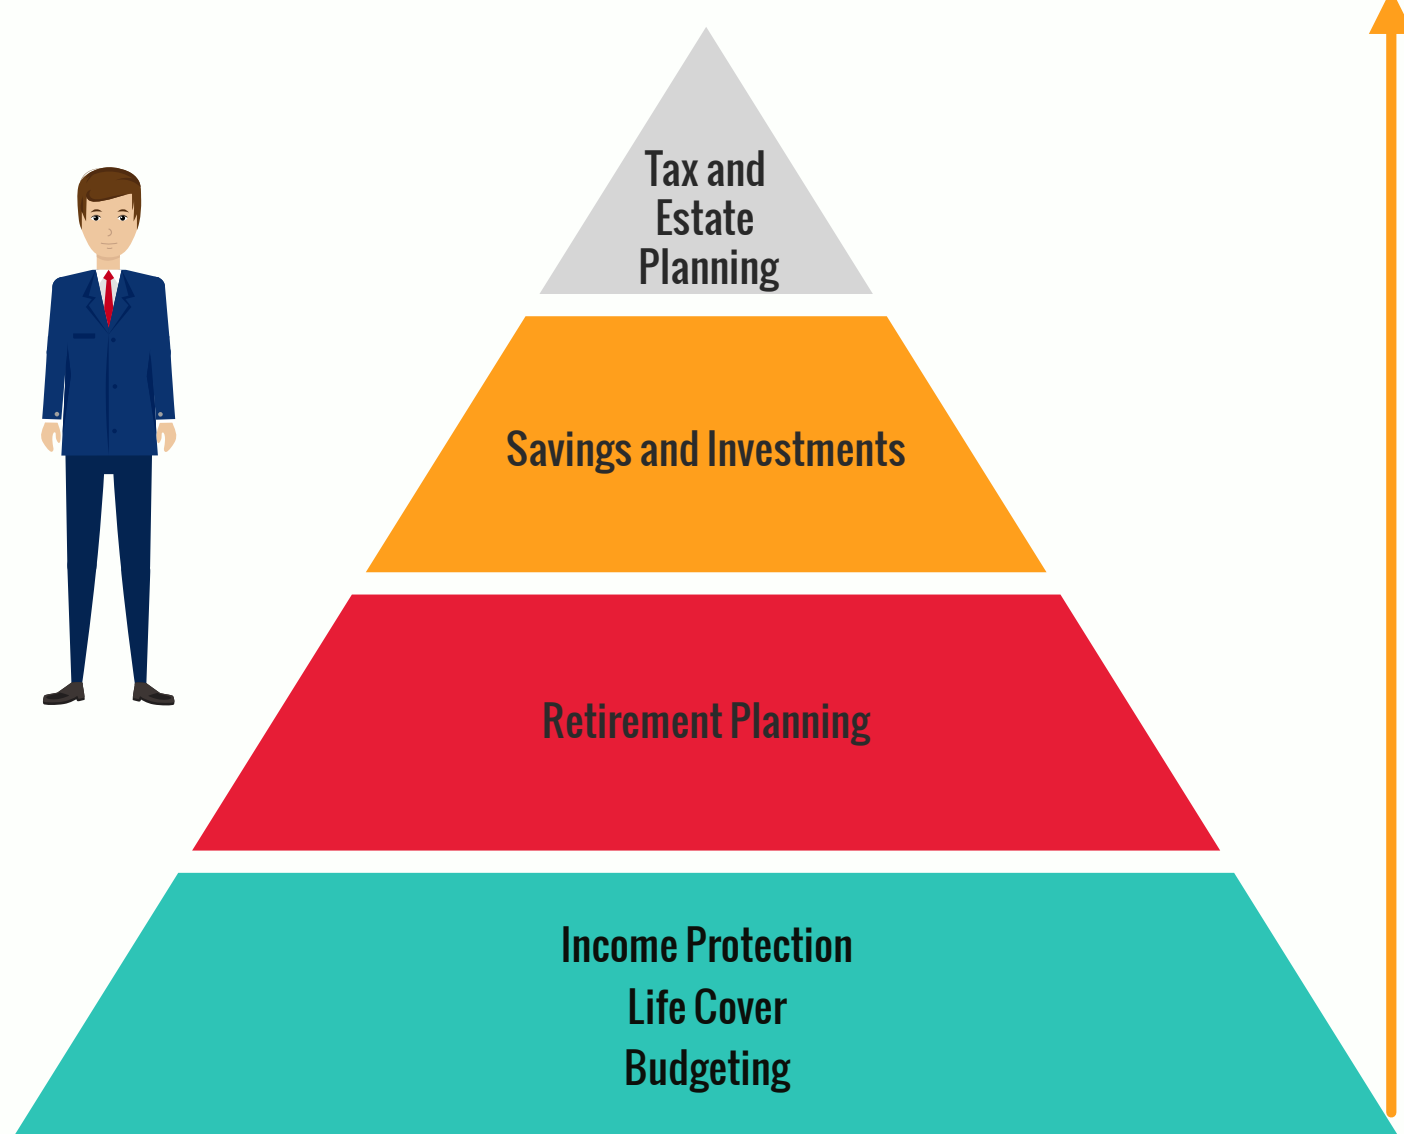 Tax and
Estate
Planning
Savings and Investments
Retirement Planning
Income Protection
Life Cover
Budgeting